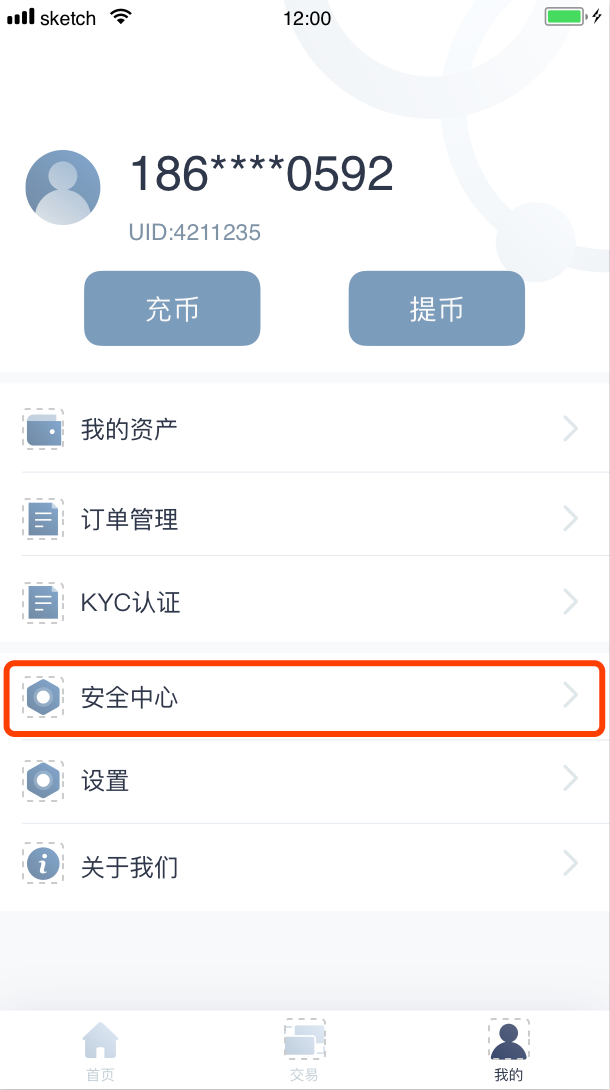 sketch 12:00
186****0592
UID:4211235
充币 提币
我的资产
订单管理
KYC认证
安全中心
设置
关于我们
首页 交易 我的